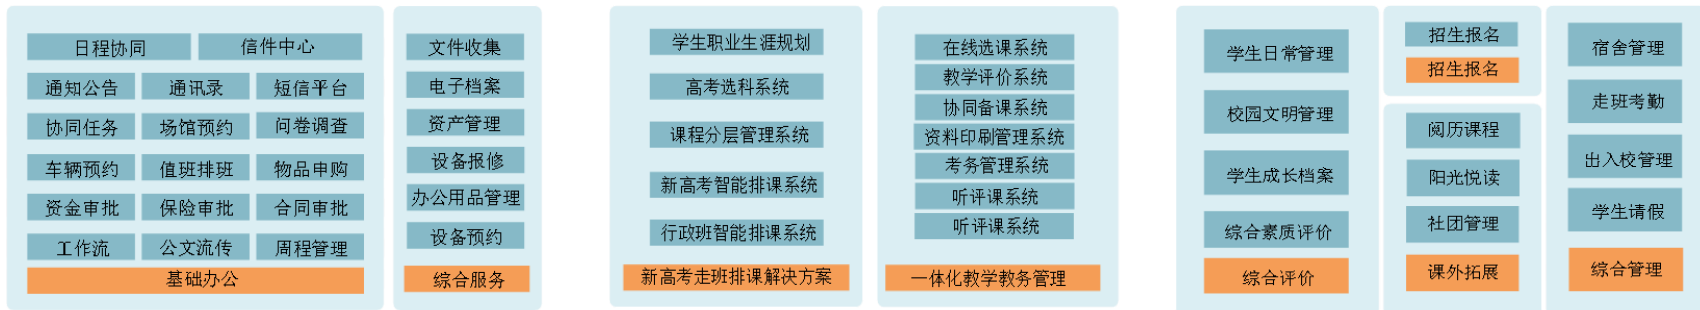 日程协同
信件中心
通知公告
通讯录
短信平台
协同任务
场馆预约
问卷调查
车辆预约
值班排班
物品申购
资金审批
保险审批
合同审批
工作流
公文流传
周程管理
基础办公
文件收集
电子档案
资产管理
设备报修
办公用品管理
设备预约
综合服务
学生职业生涯规划
高考选科系统
课程分层管理系统
新高考智能排课系统
行政班智能排课系统
新高考走班排课解决方案
在线选课系统
教学评价系统
协同备课系统
资料印刷管理系统
考务管理系统
听评课系统
听评课系统
一体化教学教务管理
学生日常管理
校园文明管理
学生成长档案
综合素质评价
综合评价
招生报名
招生报名
阅历课程
阳光悦读
社团管理
课外拓展
宿舍管理
走班考勤
出入校管理
学生请假
综合管理